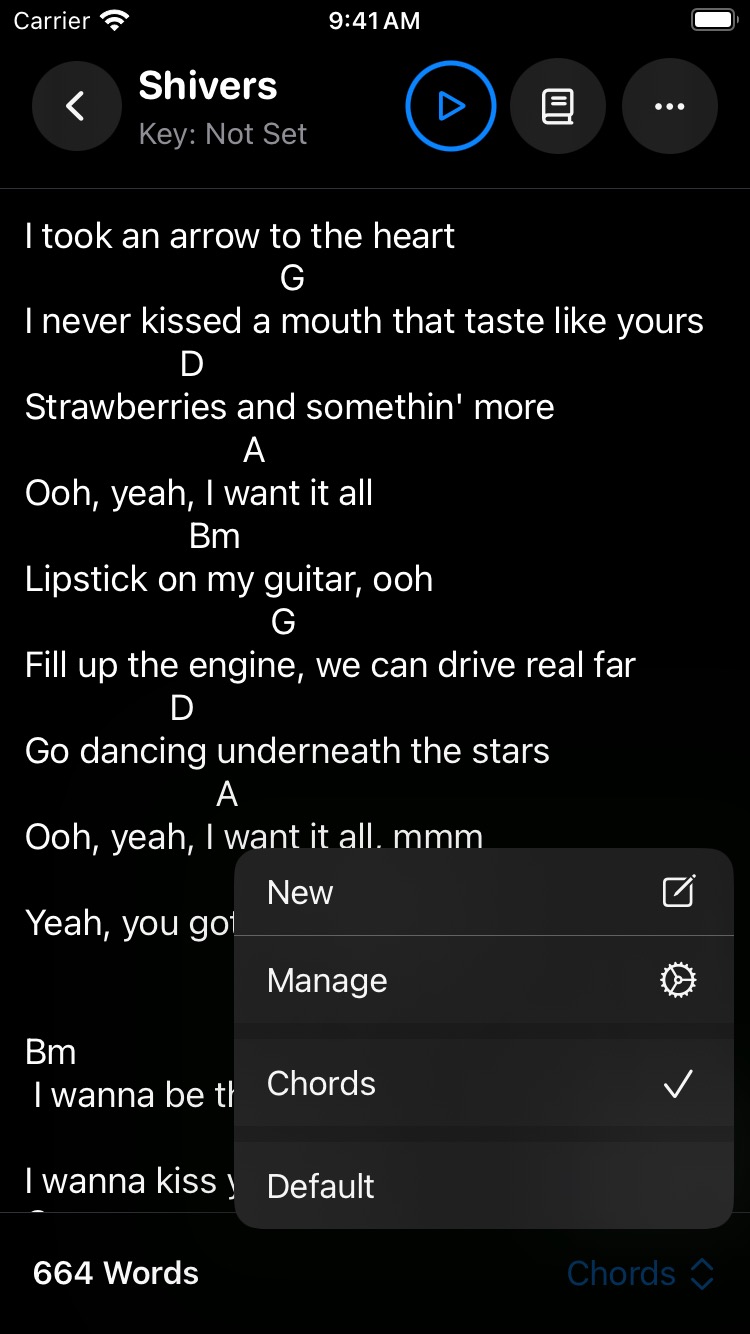 Carrier 9:41 AM
Shivers
Key: Not Set
I took an arrow to the heart
G
I never kissed a mouth that taste like yours
D
Strawberries and somethin' more
A
Ooh, yeah, I want it all
Bm
Lipstick on my guitar, ooh
G
Fill up the engine, we can drive real far
D
Go dancing underneath the stars
A
Ooh, yeah, I want it all, mmm
Yeah, you got
Bm
I wanna be
I wanna kiss
New
Manage
Chords
Default
664 Words
Chords